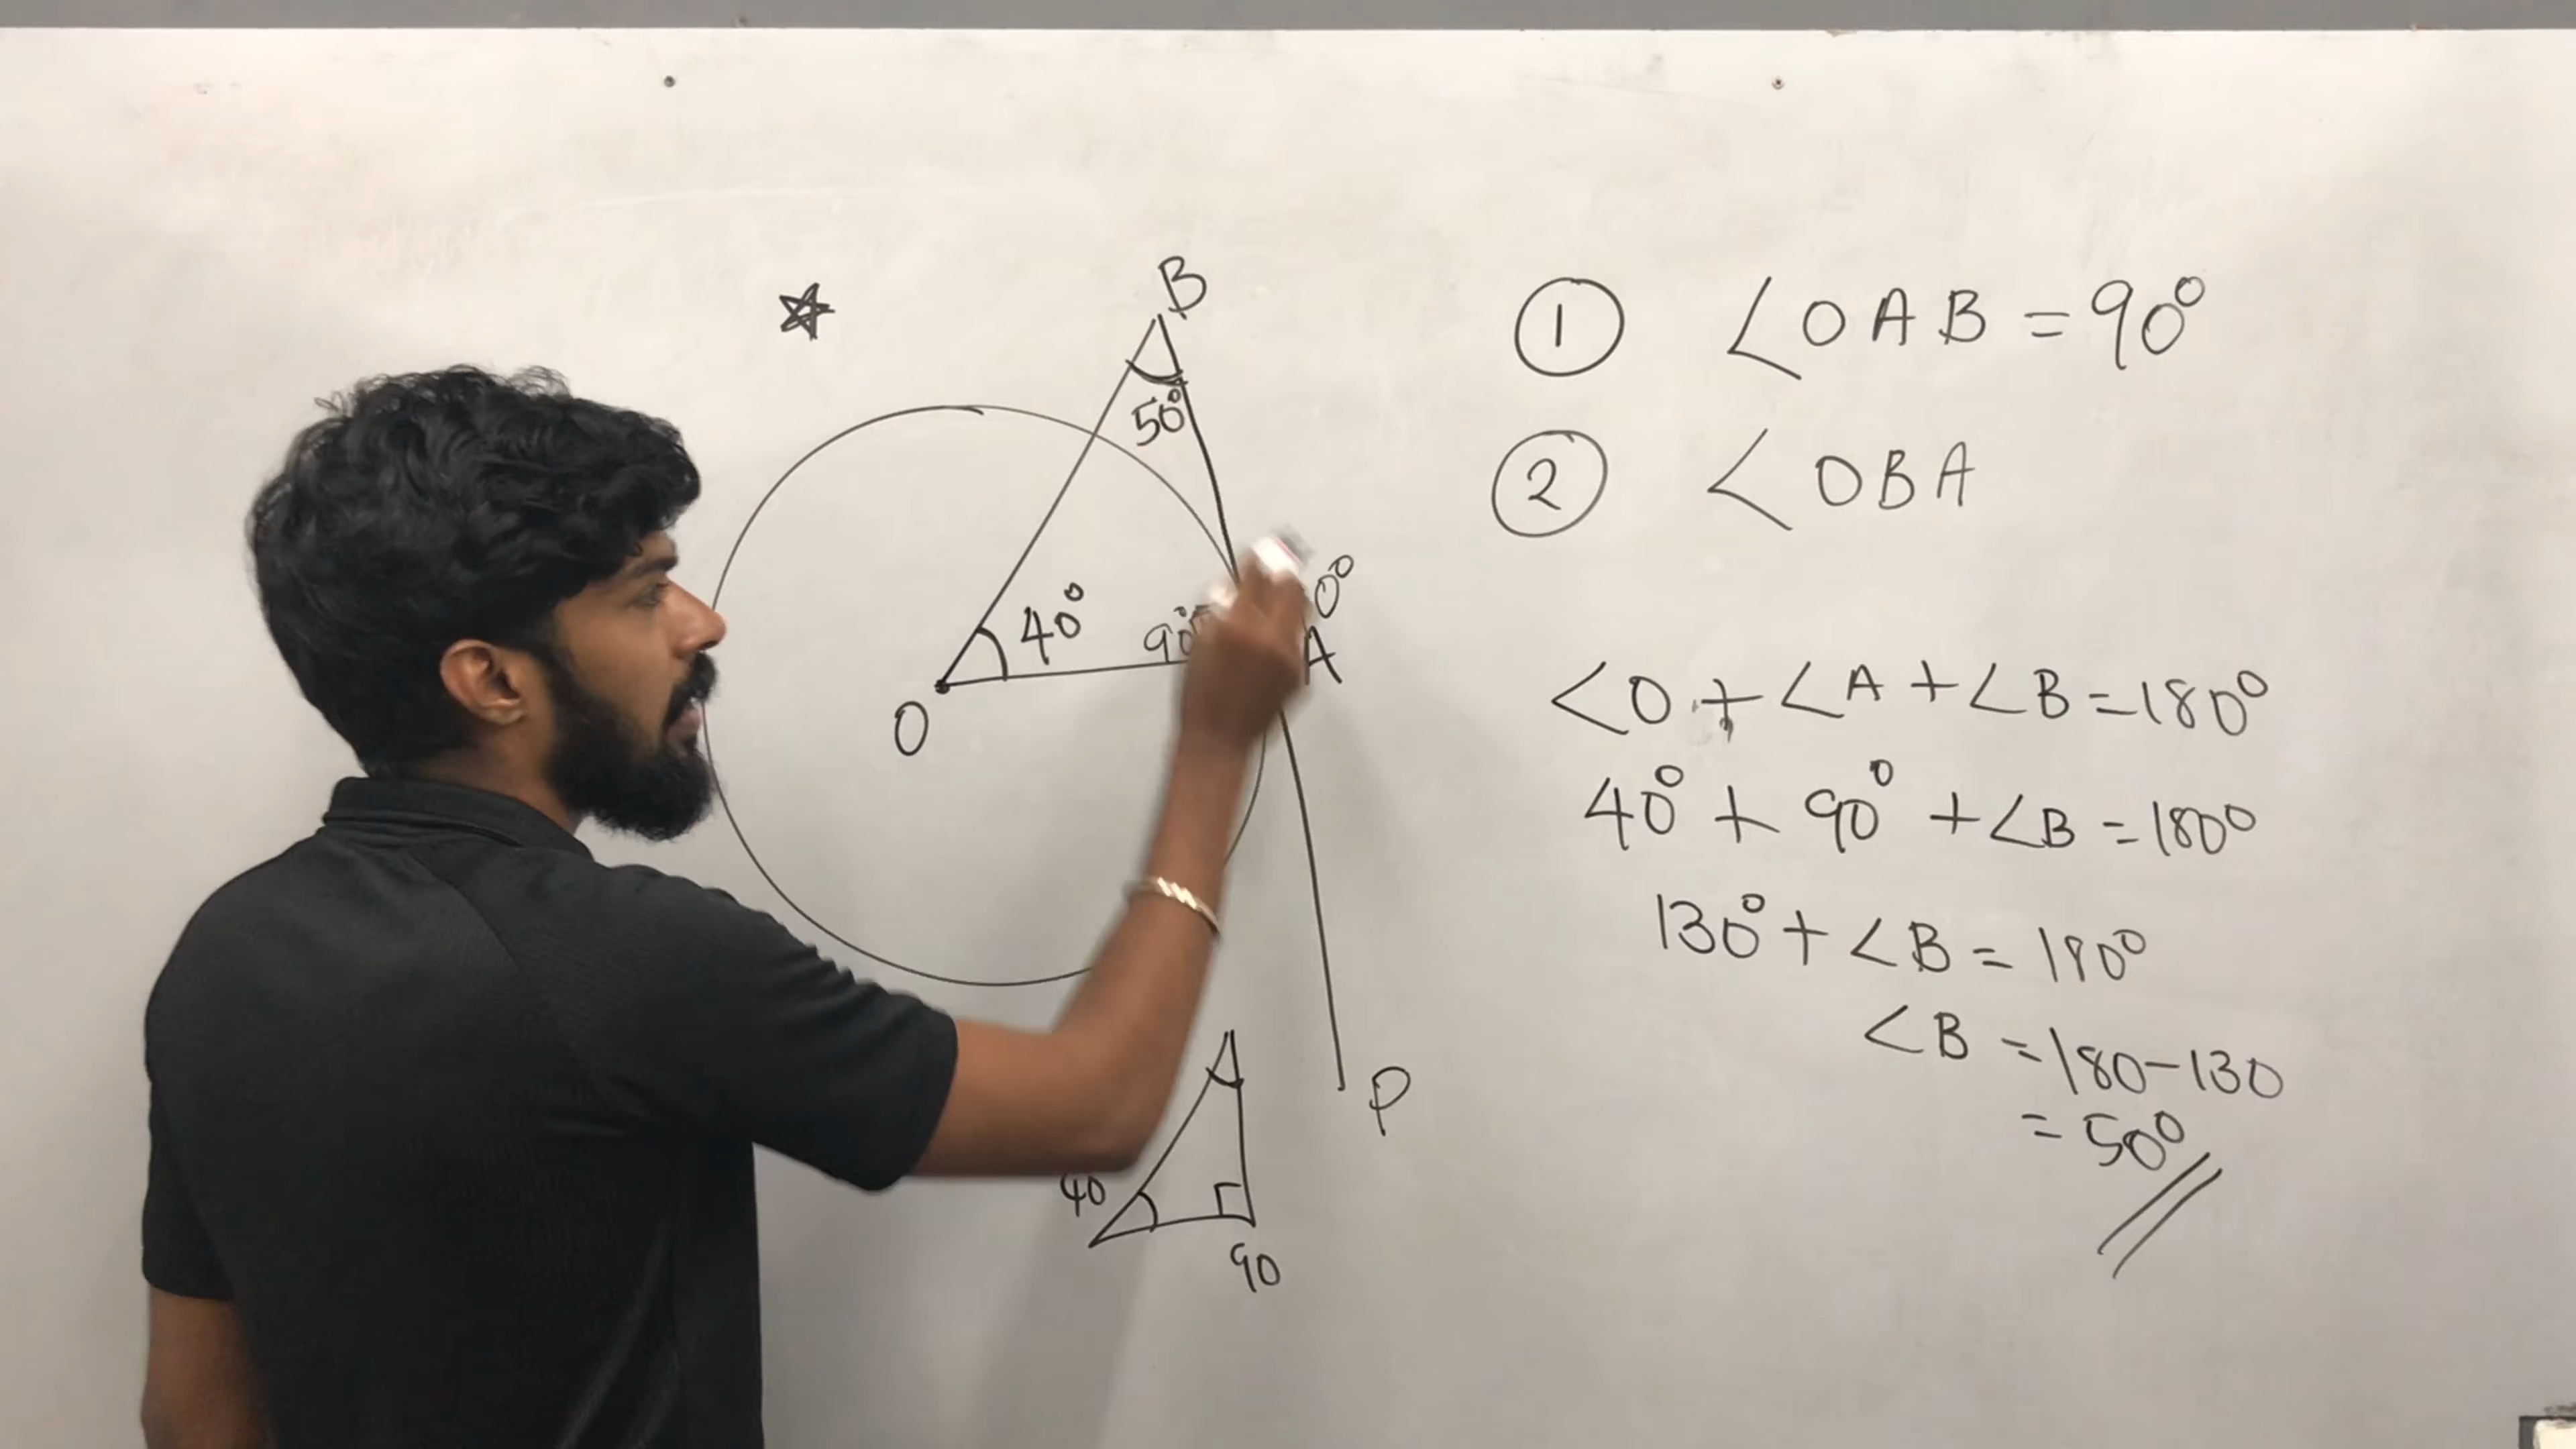 B
50°
40°
90°
0°
A
O
P
40
90
① ∠OAB = 90°
② ∠OBA
∠O + ∠A + ∠B = 180°
40° + 90° + ∠B = 180°
130° + ∠B = 180°
∠B = 180 - 130
= 50°